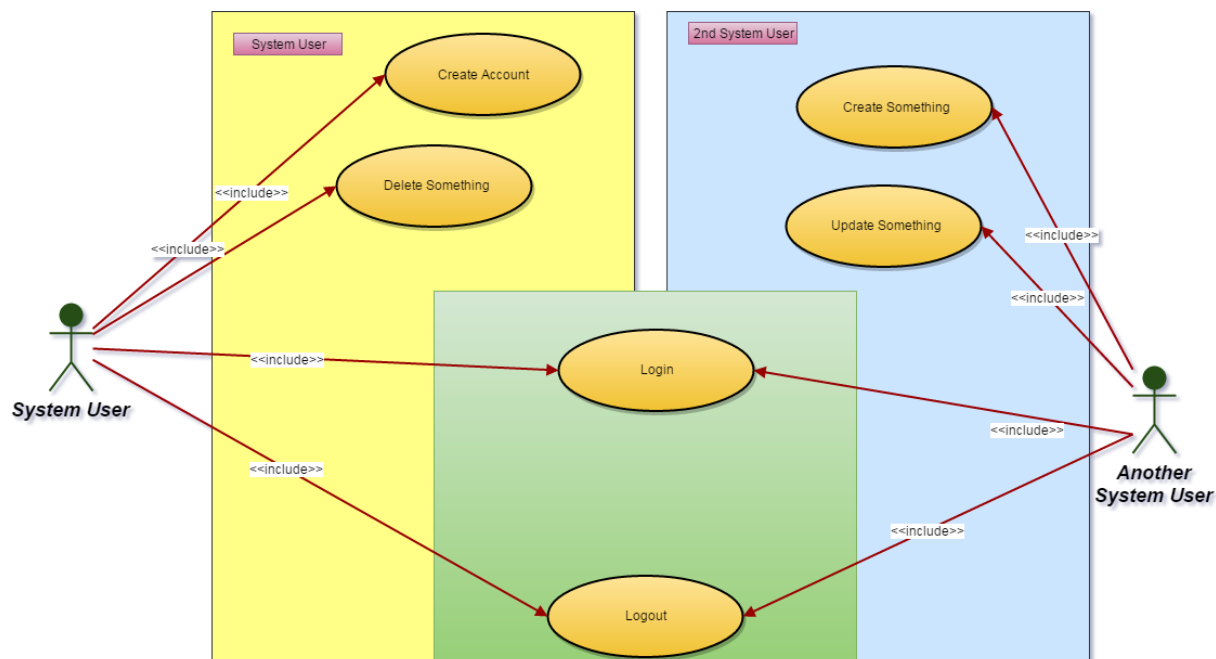 System User
2nd System User
Create Account
Create Something
Delete Something
<<include>>
Update Something
<<include>>
<<include>>
<<include>>
<<include>>
Login
System User
<<include>>
<<include>>
Another
System User
<<include>>
Logout